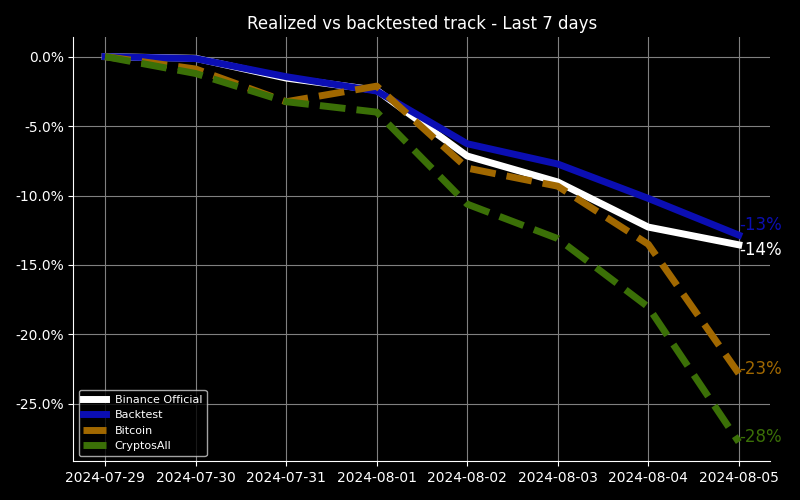 Realized vs backtested track - Last 7 days
0.0%
-5.0%
-10.0%
-15.0%
-20.0%
-25.0%
-13%
-14%
-23%
-28%
Binance Official
Backtest
Bitcoin
CryptosAll
2024-07-29 2024-07-30 2024-07-31 2024-08-01 2024-08-02 2024-08-03 2024-08-04 2024-08-05